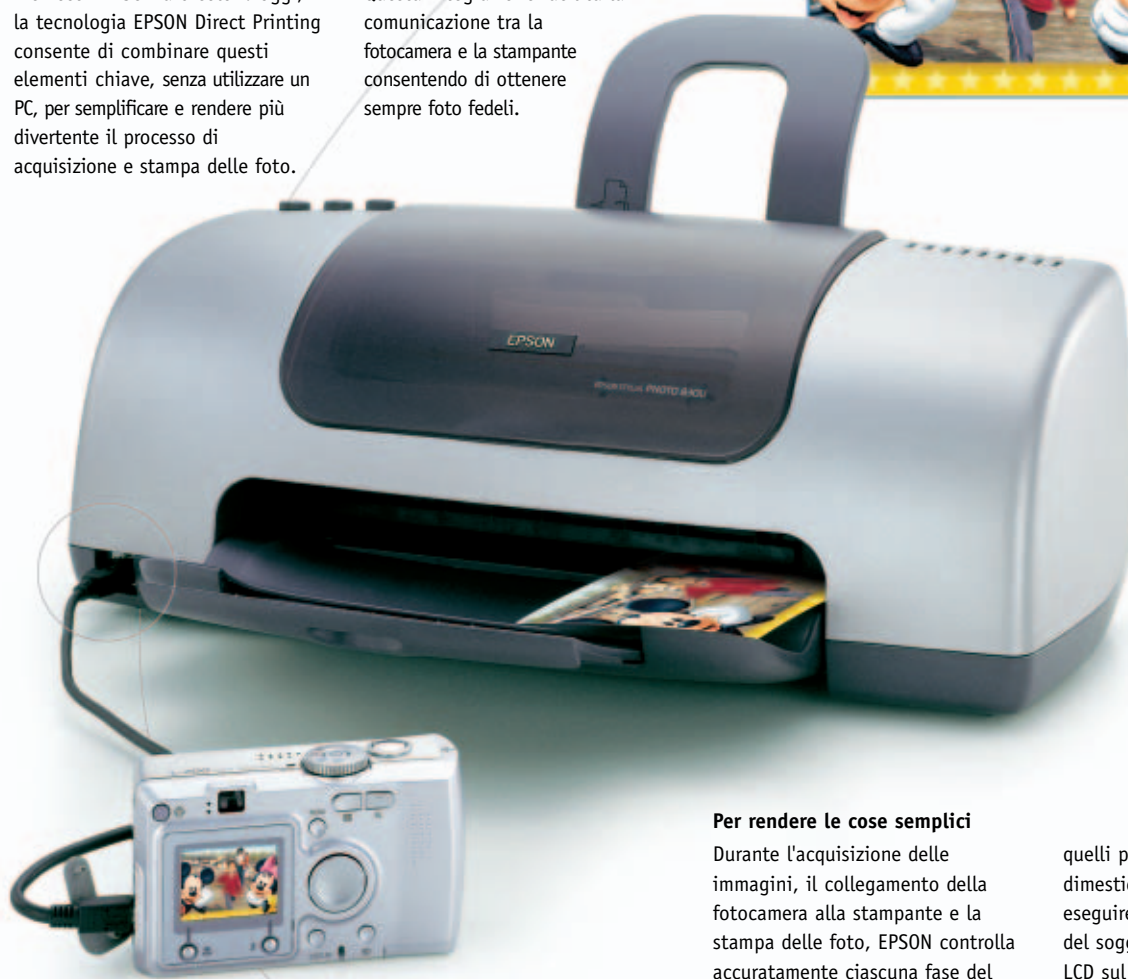 la tecnologia EPSON Direct Printing
consente di combinare questi
elementi chiave, senza utilizzare un
PC, per semplificare e rendere più
divertente il processo di
acquisizione e stampa delle foto.
comunicazione tra la
fotocamera e la stampante
consentendo di ottenere
sempre foto fedeli.
EPSON
PHOTO
Per rendere le cose semplici
Durante l'acquisizione delle
immagini, il collegamento della
fotocamera alla stampante e la
stampa delle foto, EPSON controlla
accuratamente ciascuna fase del
quelli
eseguire
LCD sul